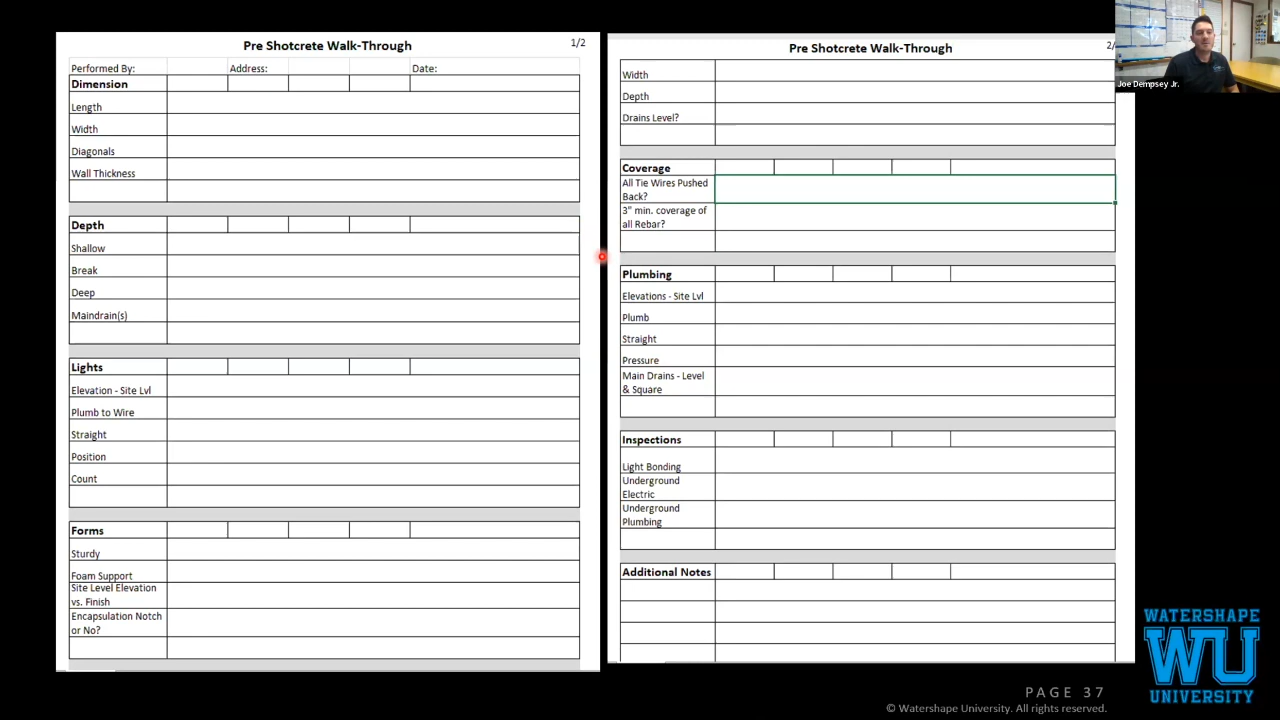 Pre Shotcrete Walk-Through
1/2
Performed By:
Address:
Date:
Dimension
Length
Width
Diagonals
Wall Thickness
Depth
Shallow
Break
Deep
Maindrain(s)
Lights
Elevation - Site Lvl
Plumb to Wire
Straight
Position
Count
Forms
Sturdy
Foam Support
Site Level Elevation
vs. Finish
Encapsulation Notch
or No?
Pre Shotcrete Walk-Through
2/
Width
Depth
Drains Level?
Coverage
All Tie Wires Pushed
Back?
3" min. coverage of
all Rebar?
Plumbing
Elevations - Site Lvl
Plumb
Straight
Pressure
Main Drains - Level
& Square
Inspections
Light Bonding
Underground
Electric
Underground
Plumbing
Additional Notes
Joe Dempsey Jr.
WATERSHAPE
WU
UNIVERSITY
PAGE 37
© Watershape University. All rights reserved.